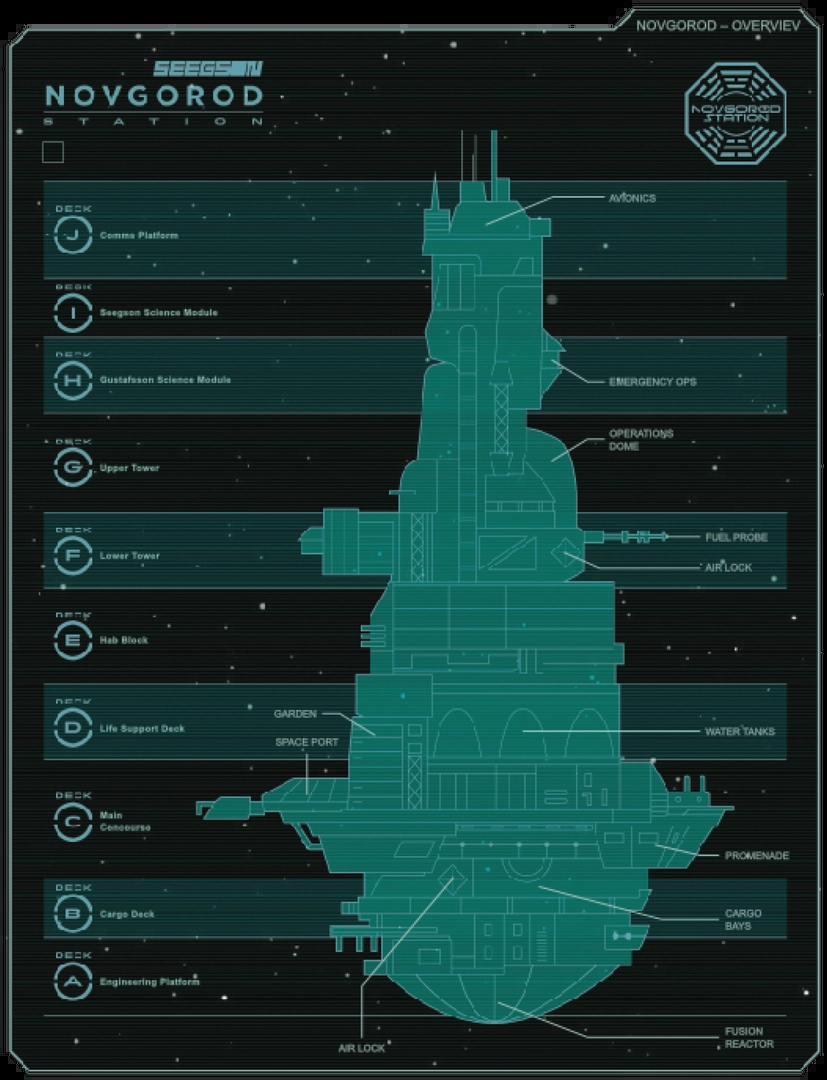 NOVGOROD – OVERVIEV
SEEGSON
NOVGOROD
STATION
NOVGOROD
STATION
DECK
J
Comms Platform
AVIONICS
DECK
I
Seegson Science Module
DECK
H
Gustafsson Science Module
EMERGENCY OPS
DECK
G
Upper Tower
OPERATIONS
DOME
DECK
F
Lower Tower
FUEL PROBE
AIR LOCK
DECK
E
Hab Block
DECK
D
Life Support Deck
GARDEN
SPACE PORT
WATER TANKS
DECK
C
Main
Concourse
PROMENADE
DECK
B
Cargo Deck
CARGO
BAYS
DECK
A
Engineering Platform
AIR LOCK
FUSION
REACTOR